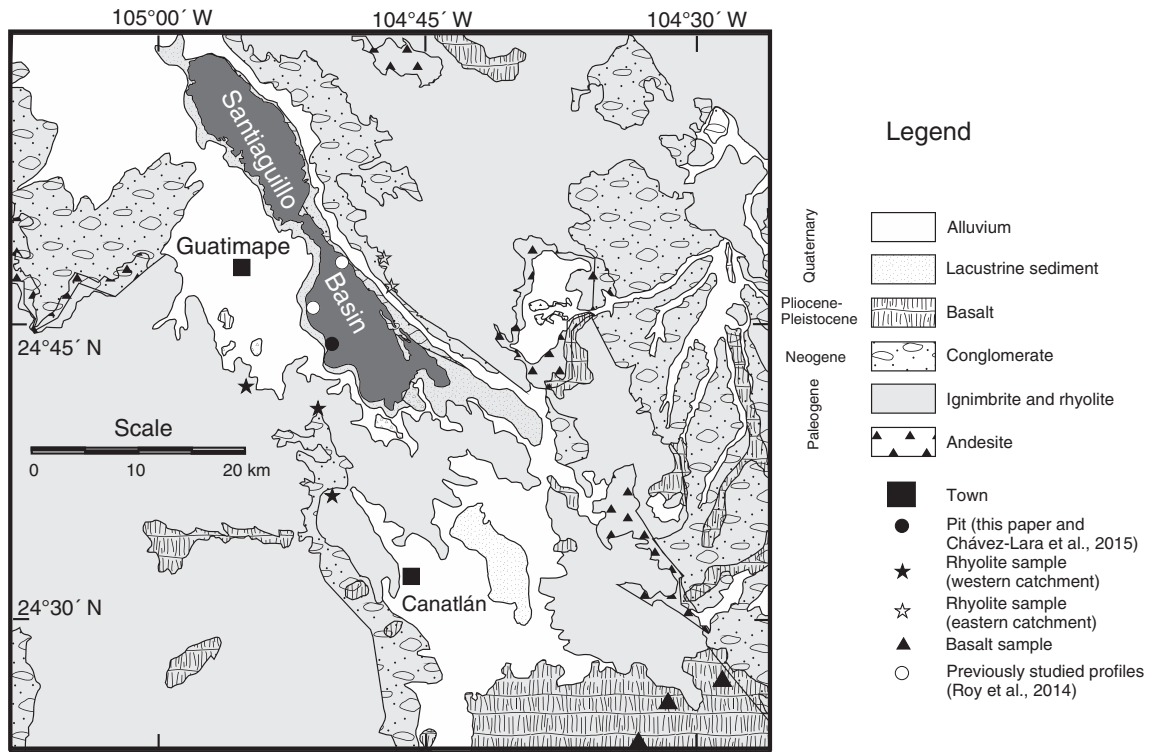 105°00´ W
104°45´ W
104°30´ W
Santiaguillo
Basin
Guatimape
24°45´ N
Scale
0 10 20 km
24°30´ N
Canatlán
Legend
Quaternary
Alluvium
Lacustrine sediment
Pliocene-
Pleistocene
Basalt
Neogene
Conglomerate
Paleogene
Ignimbrite and rhyolite
Andesite
Town
Pit (this paper and
Chávez-Lara et al., 2015)
Rhyolite sample
(western catchment)
Rhyolite sample
(eastern catchment)
Basalt sample
Previously studied profiles
(Roy et al., 2014)